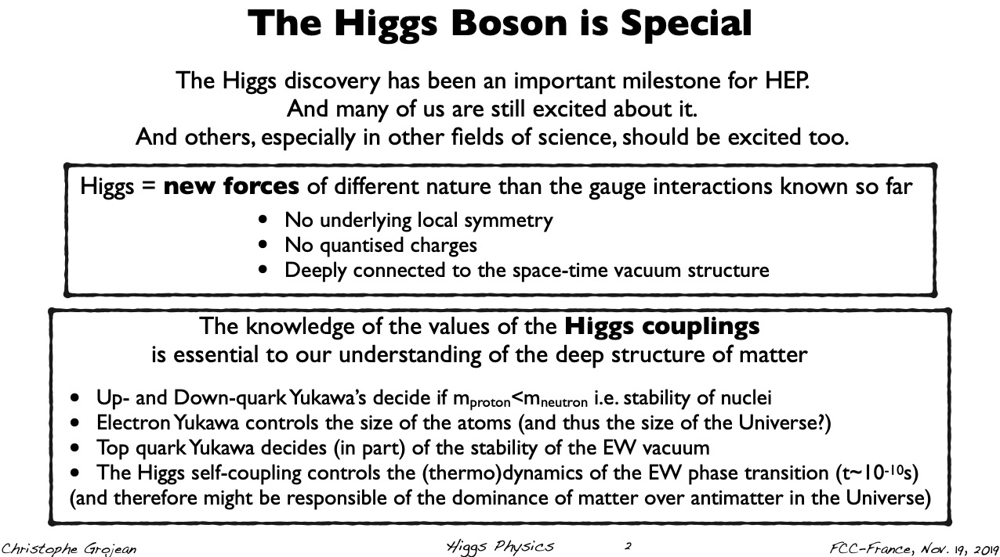 The Higgs Boson is Special
The Higgs discovery has been an important milestone for HEP.
And many of us are still excited about it.
And others, especially in other fields of science, should be excited too.
Higgs = new forces of different nature than the gauge interactions known so far
• No underlying local symmetry
• No quantised charges
• Deeply connected to the space-time vacuum structure
The knowledge of the values of the Higgs couplings
is essential to our understanding of the deep structure of matter
• Up- and Down-quark Yukawa's decide if mproton<mneutron i.e. stability of nuclei
• Electron Yukawa controls the size of the atoms (and thus the size of the Universe?)
• Top quark Yukawa decides (in part) of the stability of the EW vacuum
• The Higgs self-coupling controls the (thermo)dynamics of the EW phase transition (t~10⁻¹⁰s)
(and therefore might be responsible of the dominance of matter over antimatter in the Universe)
Christophe Grojean Higgs Physics 2 FCC-France, Nov. 19, 2019